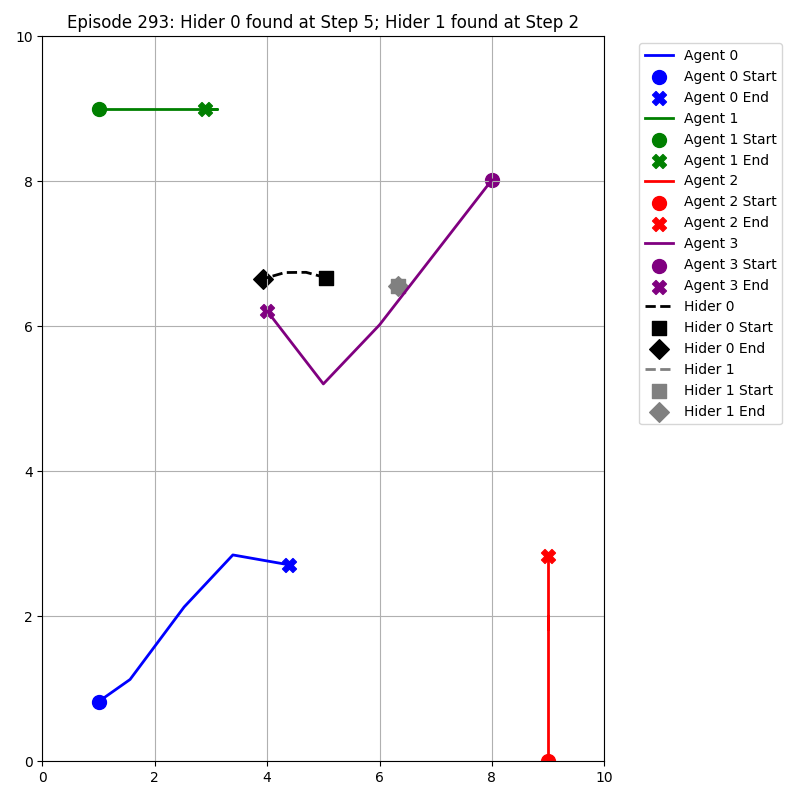 Episode 293: Hider 0 found at Step 5; Hider 1 found at Step 2
10
8
6
4
2
0
0 2 4 6 8 10
Agent 0
Agent 0 Start
Agent 0 End
Agent 1
Agent 1 Start
Agent 1 End
Agent 2
Agent 2 Start
Agent 2 End
Agent 3
Agent 3 Start
Agent 3 End
Hider 0
Hider 0 Start
Hider 0 End
Hider 1
Hider 1 Start
Hider 1 End